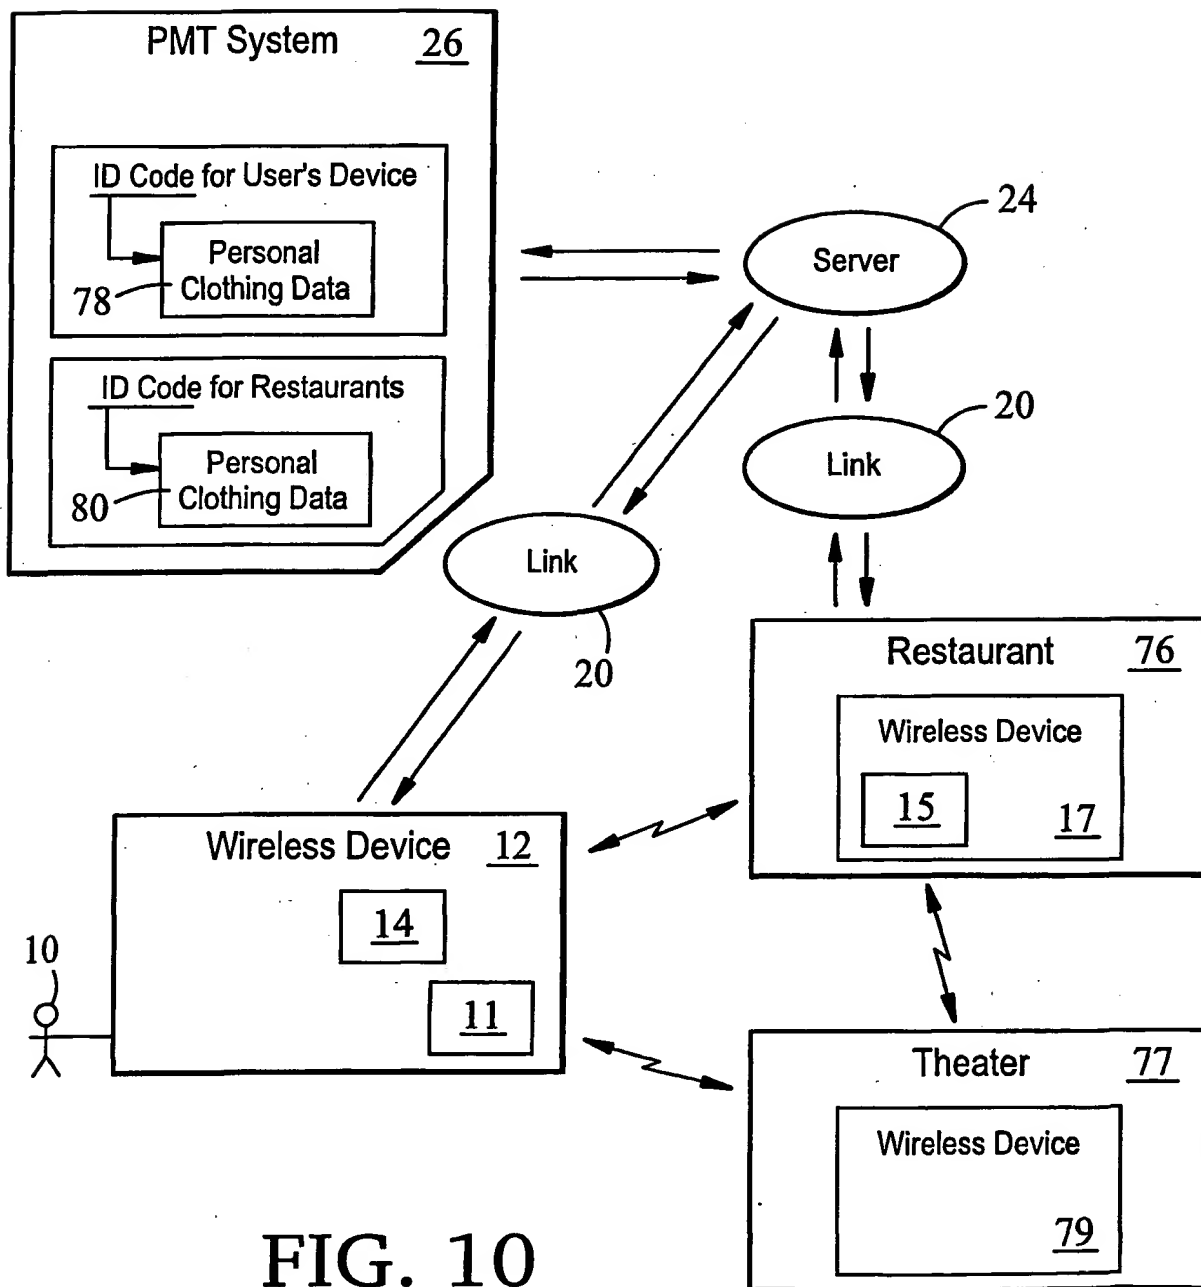 PMT System 26
ID Code for User's Device
Personal
Clothing Data
78
ID Code for Restaurants
Personal
Clothing Data
80
Server
24
Link
20
Link
20
Restaurant 76
Wireless Device
15
17
Wireless Device 12
14
11
10
Theater 77
Wireless Device
79
FIG. 10